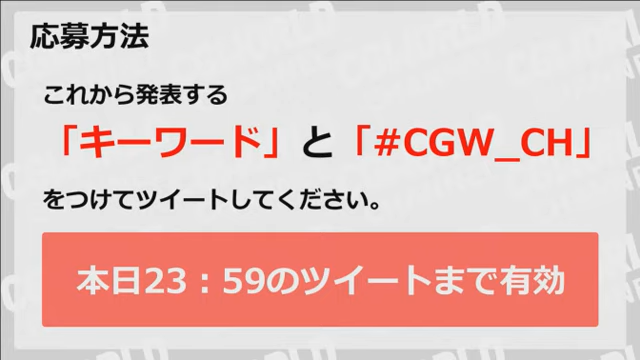 応募方法
これから発表する
「キーワード」と「#CGW_CH」
をつけてツイートしてください。
本日23：59のツイートまで有効